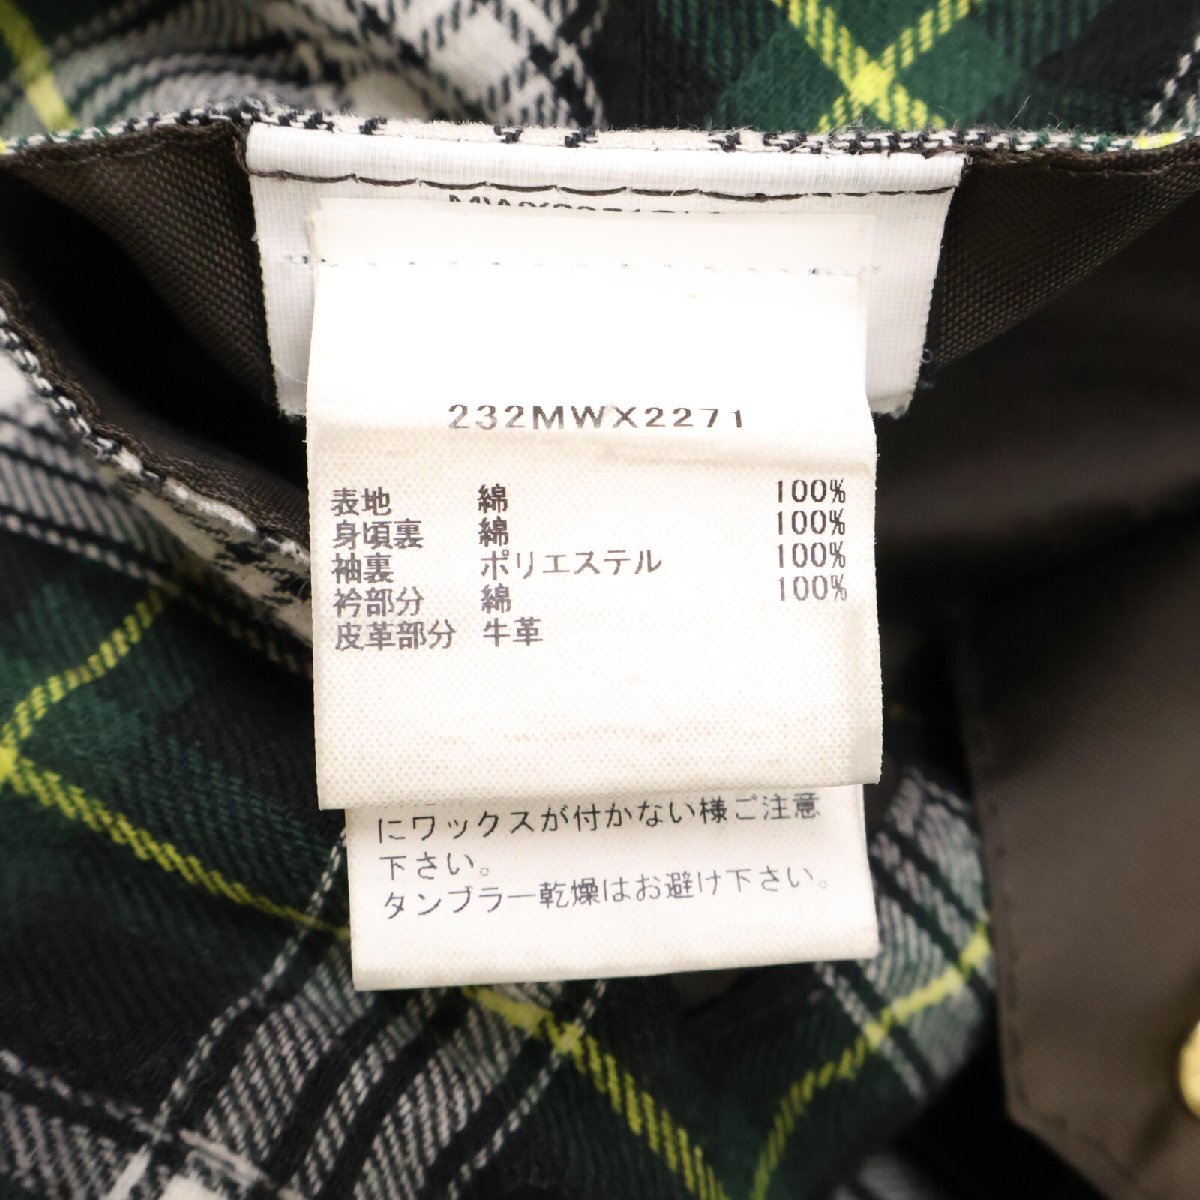 232MWX2271
表地 綿 100%
身頃裏 綿 100%
袖裏 ポリエステル 100%
衿部分 綿 100%
皮革部分 牛革
にワックスが付かない様ご注意
下さい。
タンブラー乾燥はお避け下さい。